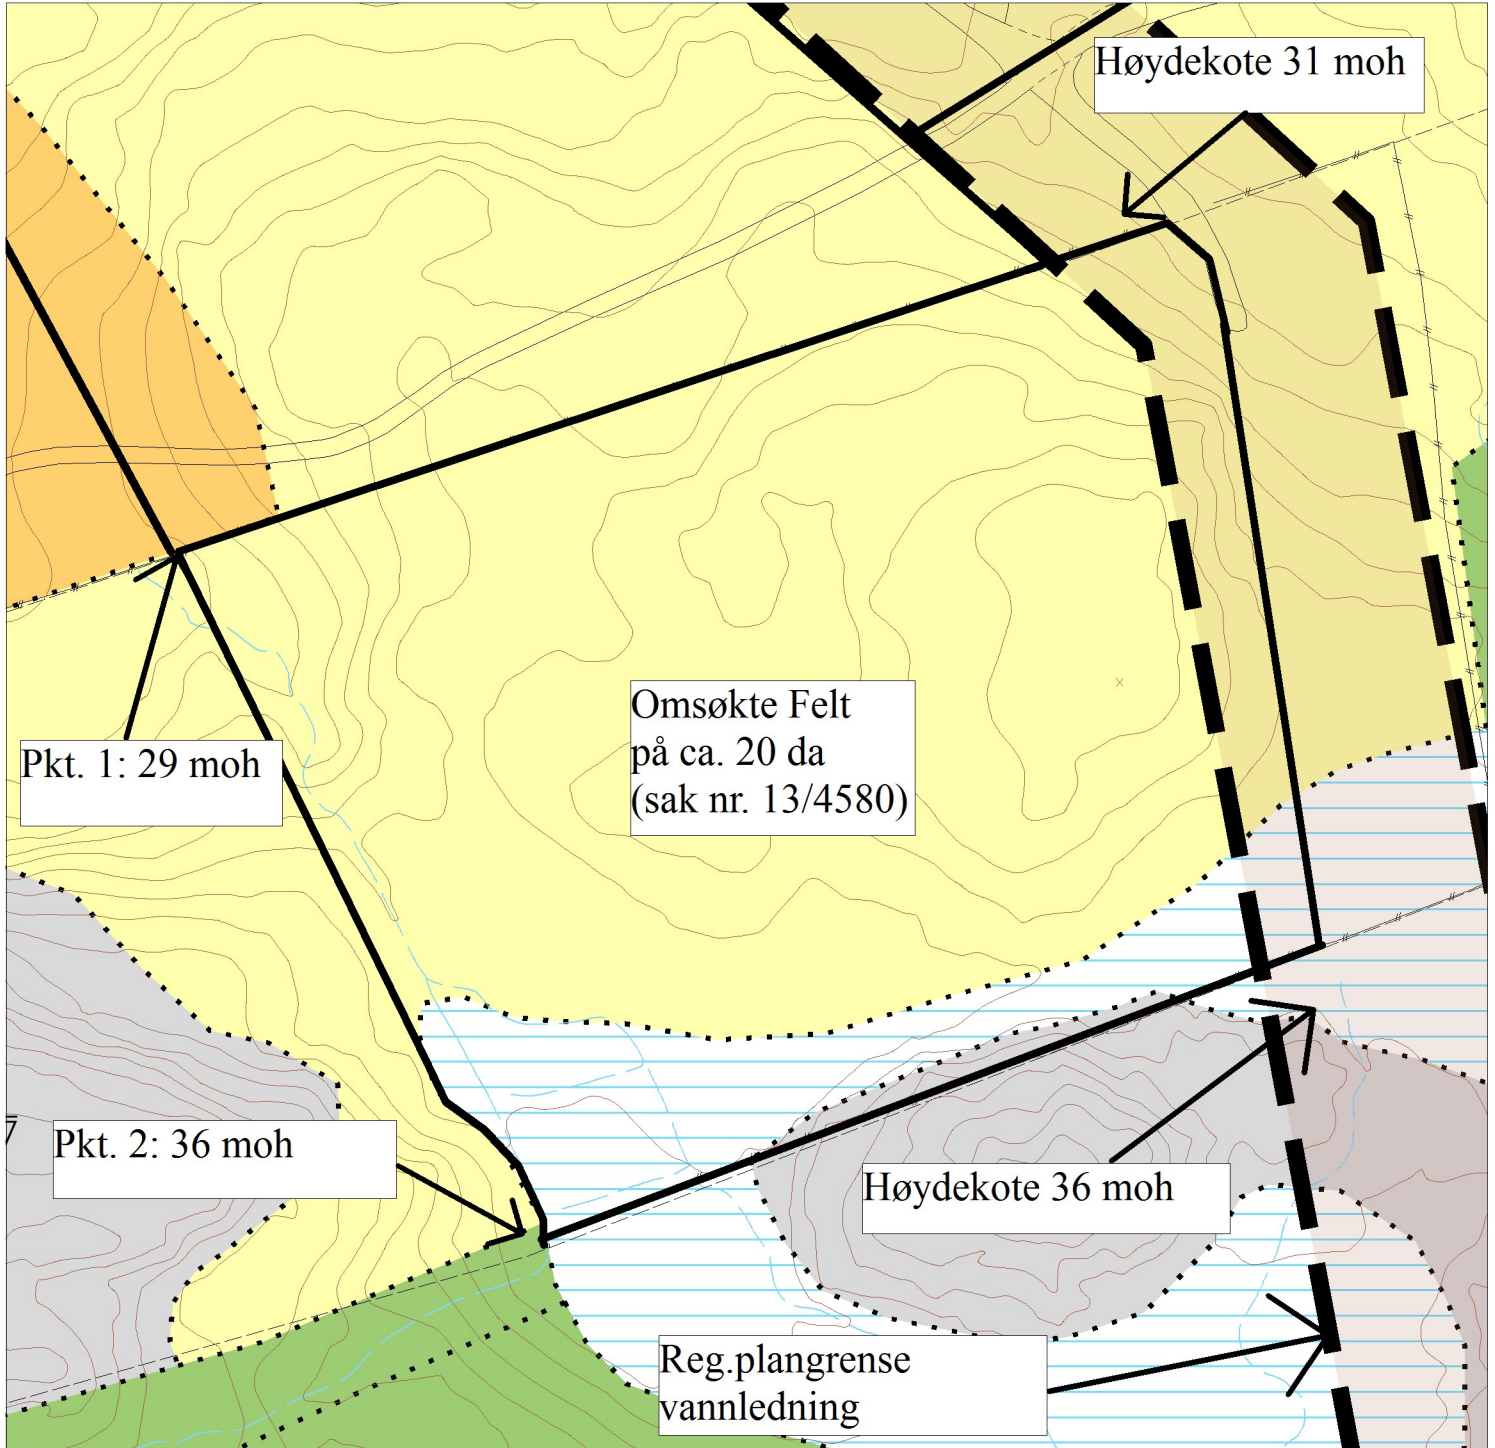 Høydekote 31 moh
Omsøkte Felt
på ca. 20 da
(sak nr. 13/4580)
Pkt. 1: 29 moh
7
Pkt. 2: 36 moh
Høydekote 36 moh
Reg.plangrense
vannledning